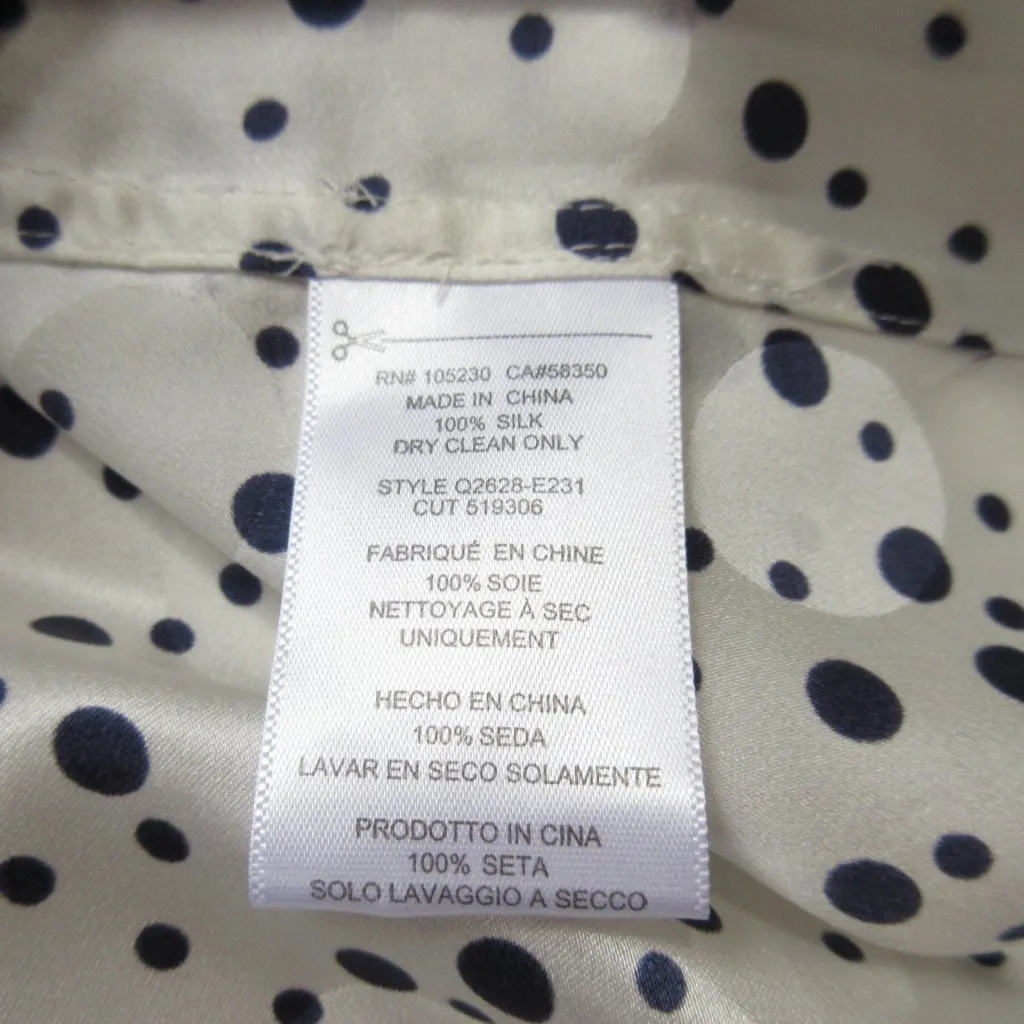 RN# 105230 CA#58350
MADE IN CHINA
100% SILK
DRY CLEAN ONLY
STYLE Q2628-E231
CUT 519306
FABRIQUÉ EN CHINE
100% SOIE
NETTOYAGE À SEC
UNIQUEMENT
HECHO EN CHINA
100% SEDA
LAVAR EN SECO SOLAMENTE
PRODOTTO IN CINA
100% SETA
SOLO LAVAGGIO A SECCO